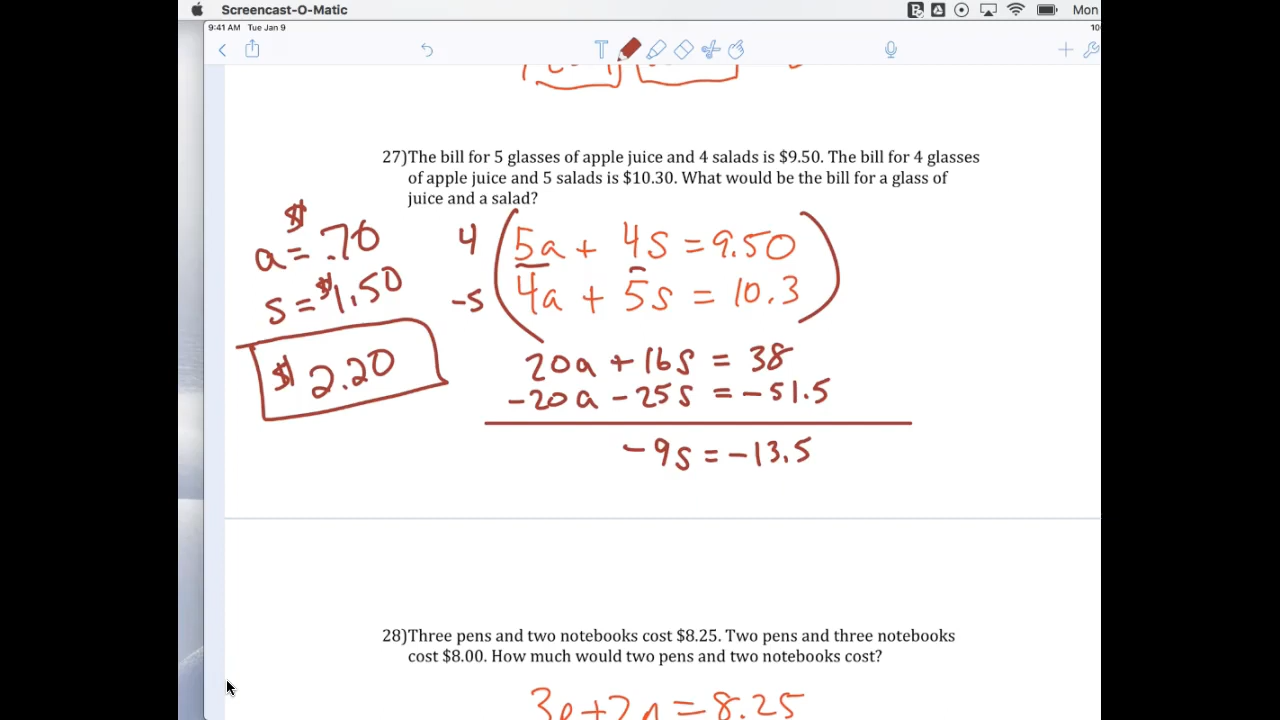 Screencast-O-Matic
Mon
9:41 AM Tue Jan 9
10
27)The bill for 5 glasses of apple juice and 4 salads is $9.50. The bill for 4 glasses
of apple juice and 5 salads is $10.30. What would be the bill for a glass of
juice and a salad?
$
a = .70
s = $1.50
$ 2.20
4 5a + 4s = 9.50
-5 4a + 5s = 10.3
20a + 16s = 38
-20a - 25s = -51.5
-9s = -13.5
28)Three pens and two notebooks cost $8.25. Two pens and three notebooks
cost $8.00. How much would two pens and two notebooks cost?
3p+2n = 8.25